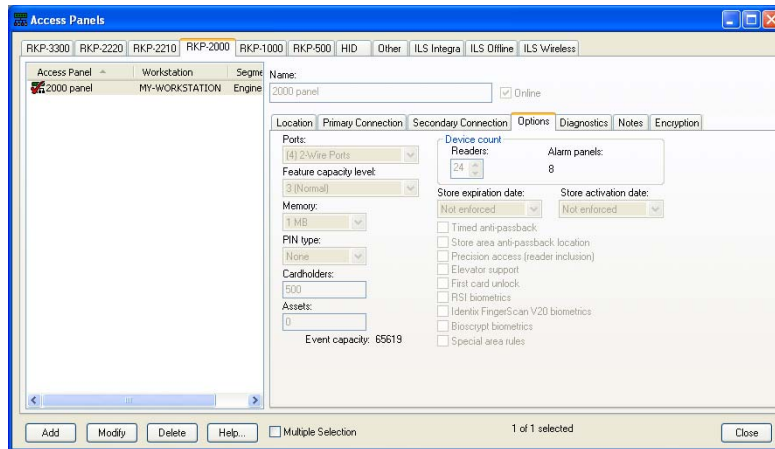 Access Panels
RKP-3300 RKP-2220 RKP-2210 RKP-2000 RKP-1000 RKP-500 HID Other ILS Integra ILS Offline ILS Wireless
Access Panel Workstation Segme
2000 panel MY-WORKSTATION Engine
Name:
2000 panel Online
Location Primary Connection Secondary Connection Options Diagnostics Notes Encryption
Ports:
(4) 2-Wire Ports
Feature capacity level:
3 (Normal)
Memory:
1 MB
PIN type:
None
Cardholders:
500
Assets:
0
Event capacity: 65619
Device count
Readers: Alarm panels:
24 8
Store expiration date: Store activation date:
Not enforced Not enforced
Timed anti-passback
Store area anti-passback location
Precision access (reader inclusion)
Elevator support
First card unlock
RSI biometrics
Identix FingerScan V20 biometrics
Bioscrypt biometrics
Special area rules
Add Modify Delete Help... Multiple Selection 1 of 1 selected Close